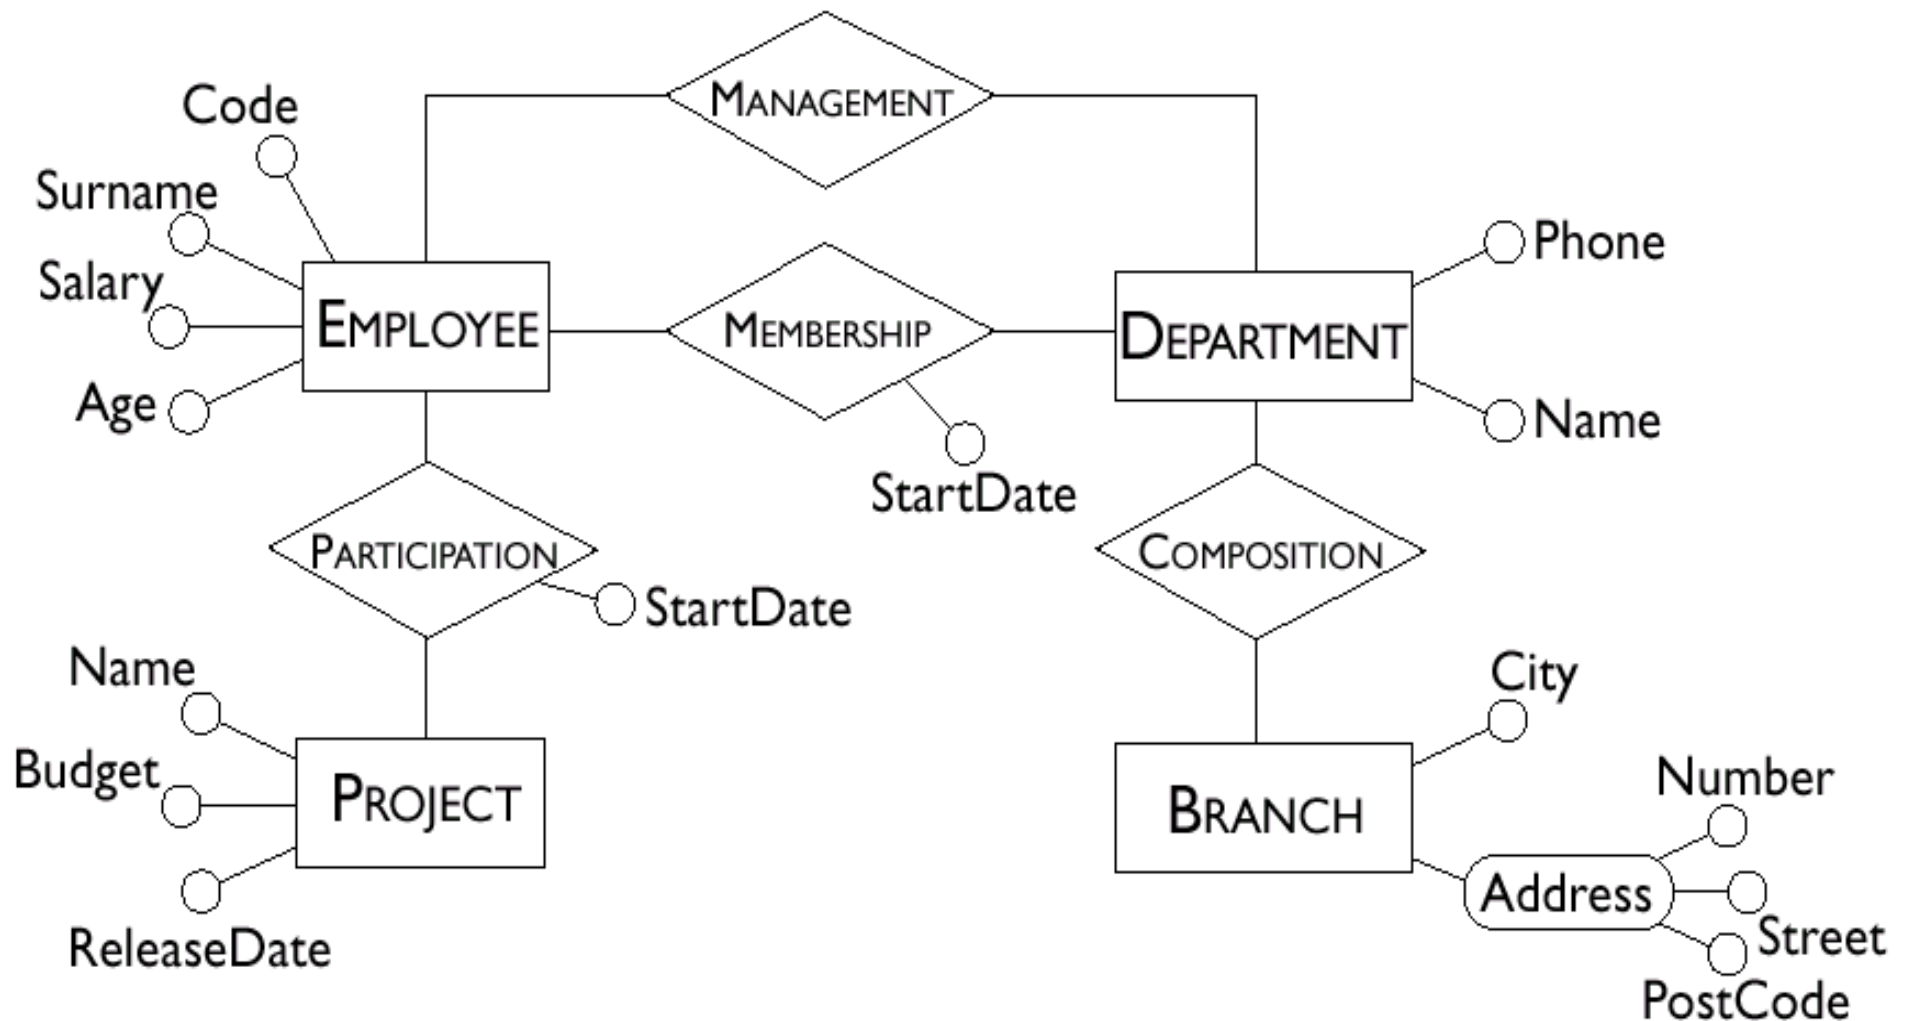 MANAGEMENT
Code
Surname
Salary
Age
EMPLOYEE
MEMBERSHIP
StartDate
DEPARTMENT
Phone
Name
PARTICIPATION
StartDate
COMPOSITION
Name
Budget
ReleaseDate
PROJECT
BRANCH
City
Address
Number
Street
PostCode